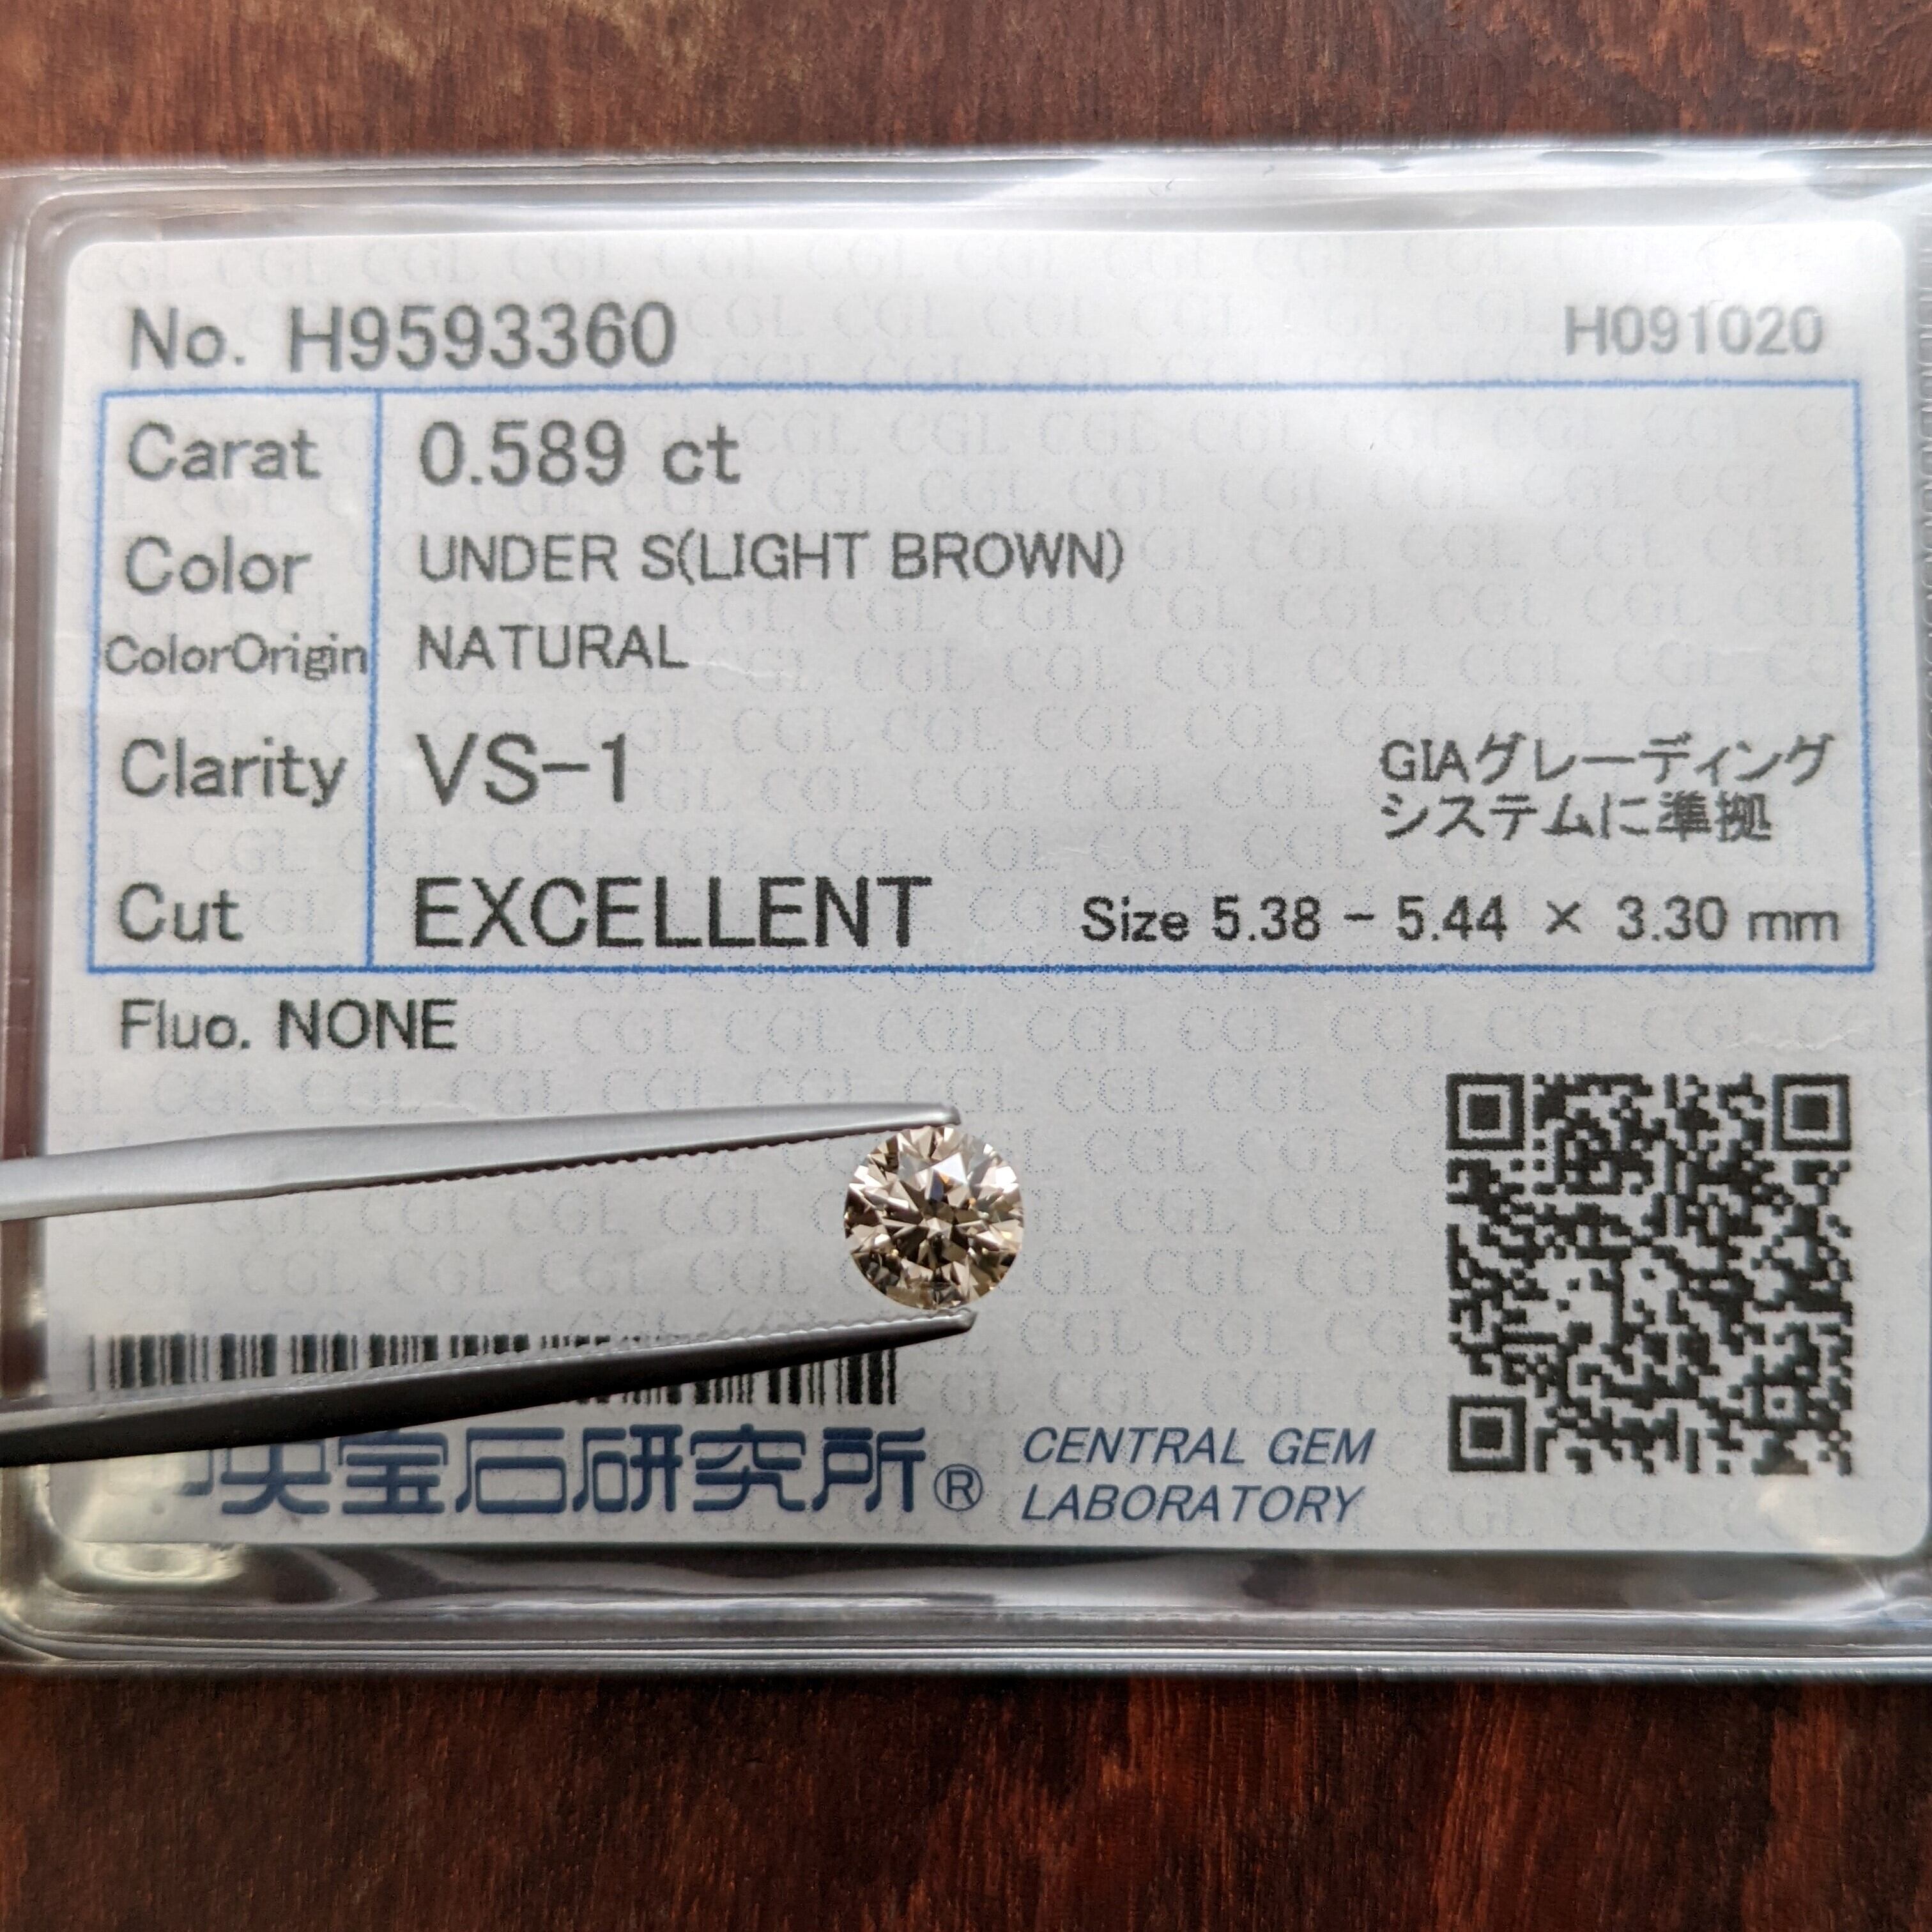 No. H9593360 H091020
Carat 0.589 ct
Color UNDER S(LIGHT BROWN)
ColorOrigin NATURAL
Clarity VS-1
GIAグレーディング
システムに準拠
Cut EXCELLENT Size 5.38 - 5.44 × 3.30 mm
Fluo. NONE
央宝石研究所® CENTRAL GEM
LABORATORY